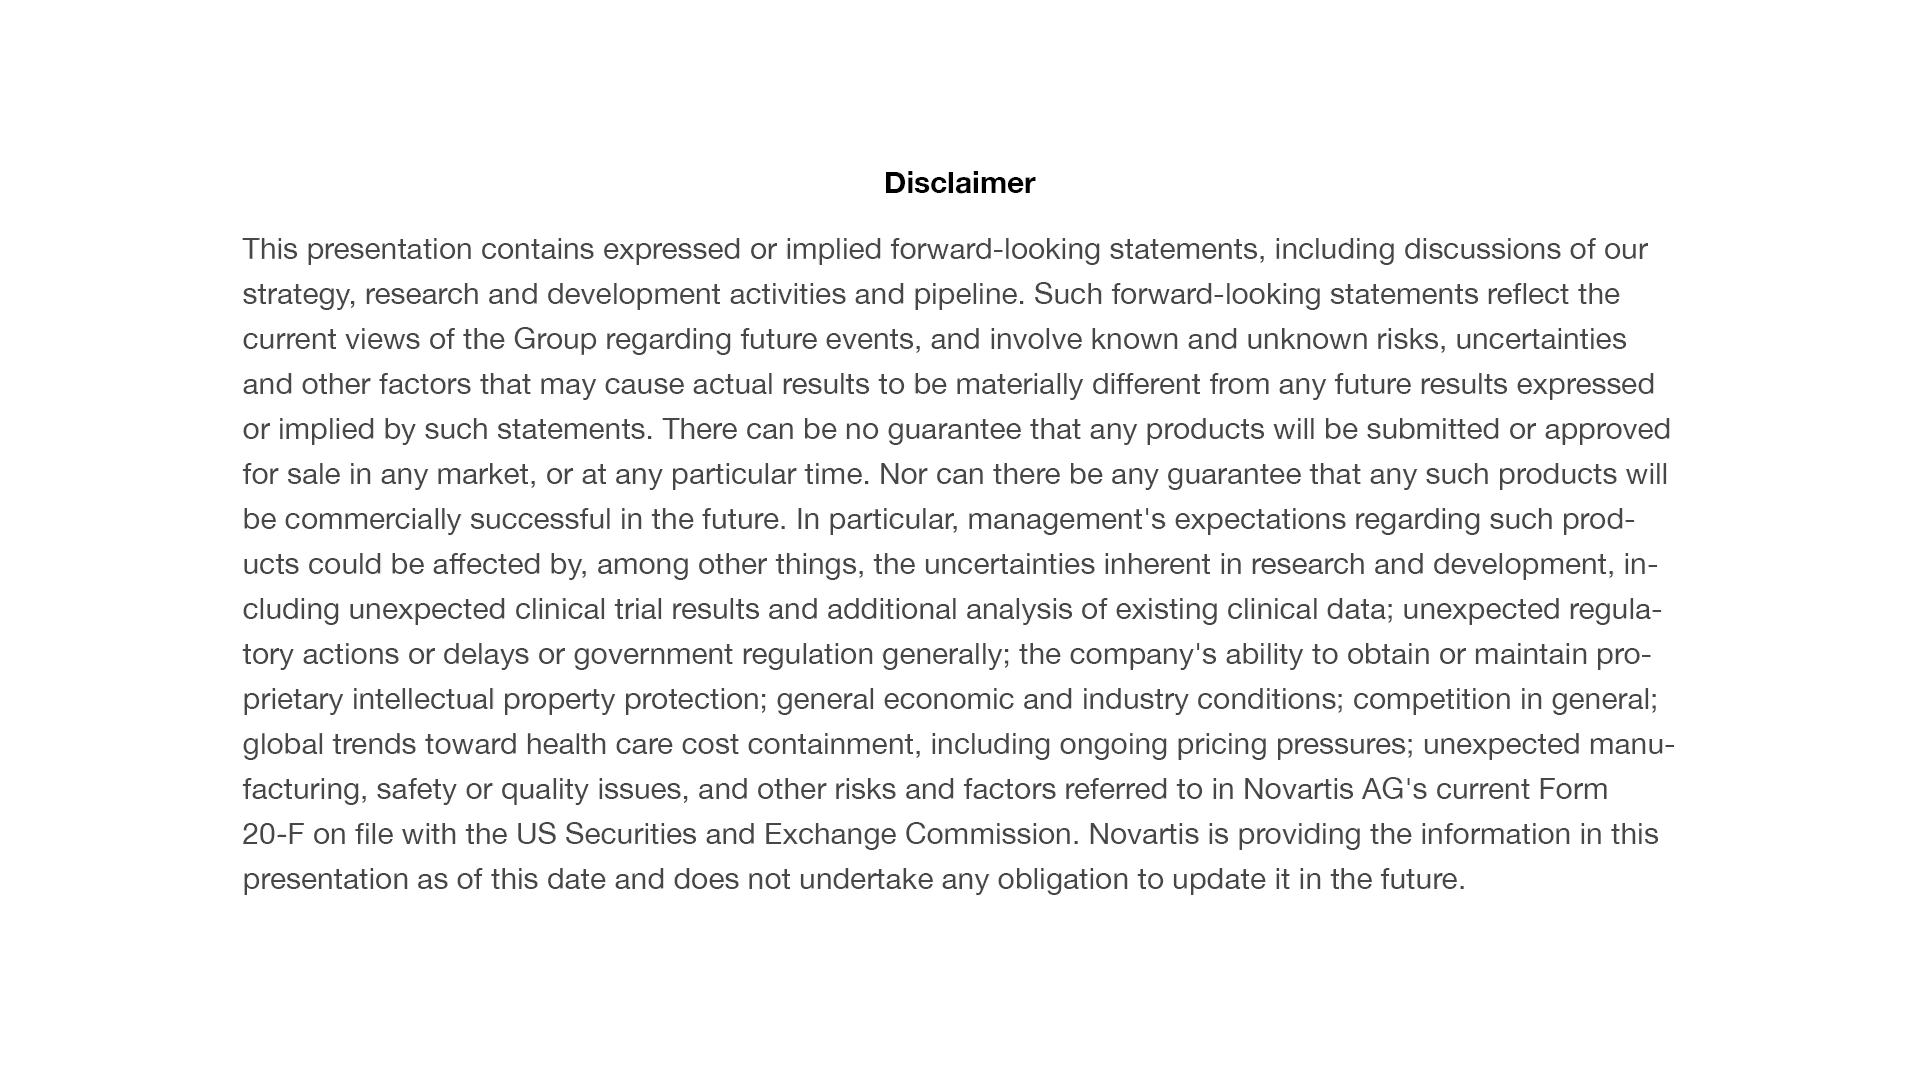 Disclaimer
This presentation contains expressed or implied forward-looking statements, including discussions of our
strategy, research and development activities and pipeline. Such forward-looking statements reflect the
current views of the Group regarding future events, and involve known and unknown risks, uncertainties
and other factors that may cause actual results to be materially different from any future results expressed
or implied by such statements. There can be no guarantee that any products will be submitted or approved
for sale in any market, or at any particular time. Nor can there be any guarantee that any such products will
be commercially successful in the future. In particular, management's expectations regarding such prod-
ucts could be affected by, among other things, the uncertainties inherent in research and development, in-
cluding unexpected clinical trial results and additional analysis of existing clinical data; unexpected regula-
tory actions or delays or government regulation generally; the company's ability to obtain or maintain pro-
prietary intellectual property protection; general economic and industry conditions; competition in general;
global trends toward health care cost containment, including ongoing pricing pressures; unexpected manu-
facturing, safety or quality issues, and other risks and factors referred to in Novartis AG's current Form
20-F on file with the US Securities and Exchange Commission. Novartis is providing the information in this
presentation as of this date and does not undertake any obligation to update it in the future.